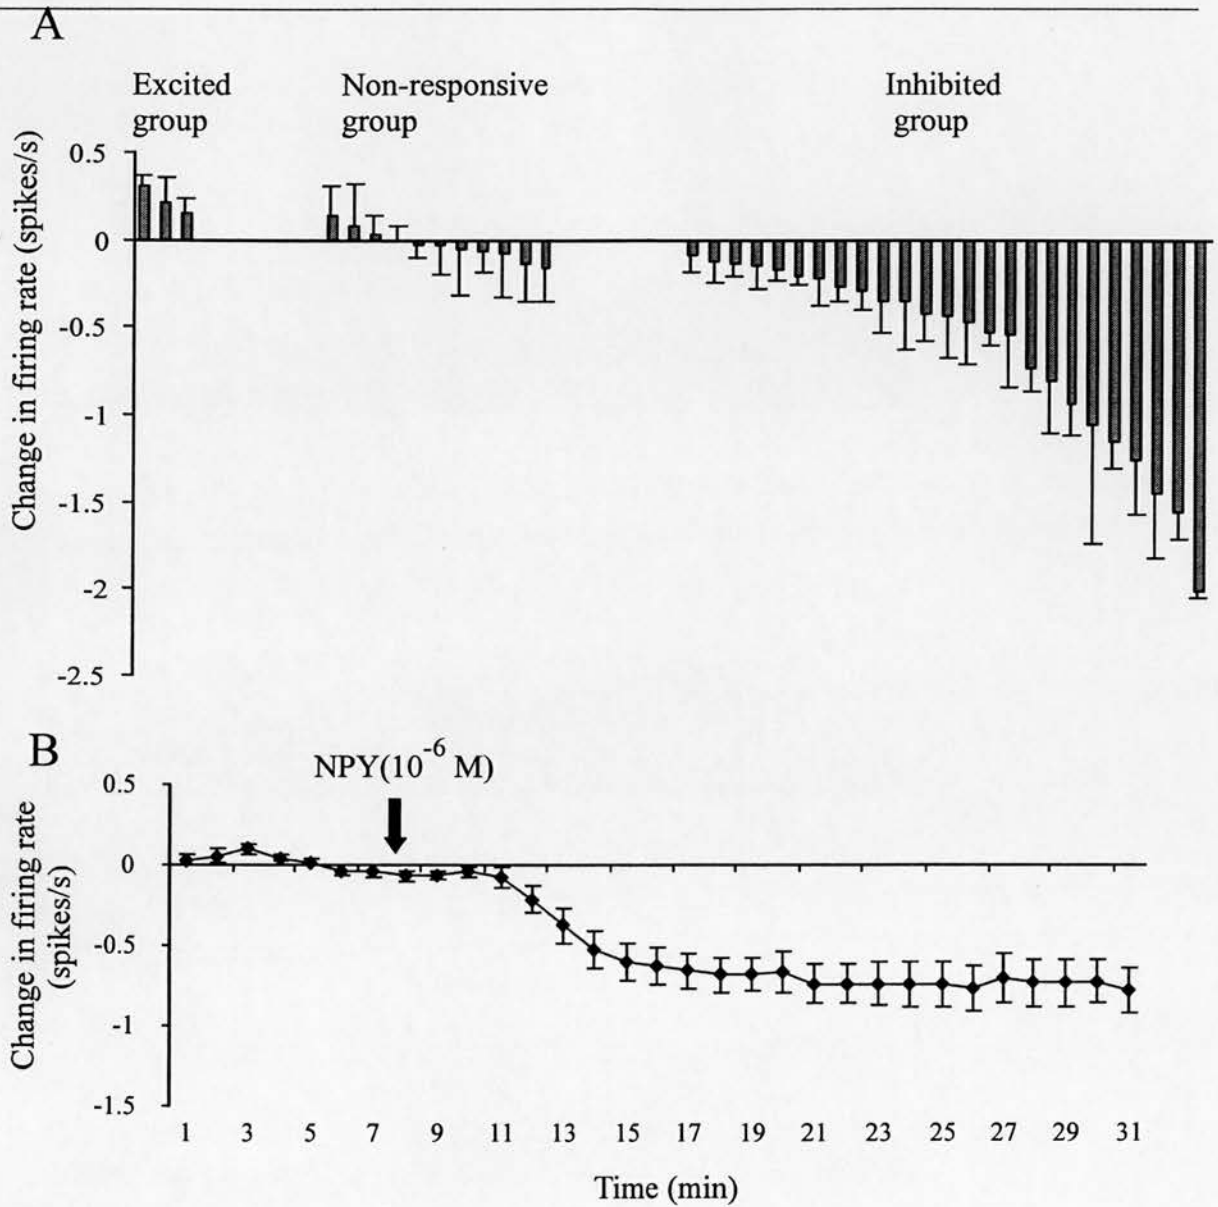 A
Excited group
Non-responsive group
Inhibited group
Change in firing rate (spikes/s)
0.5
0
-0.5
-1
-1.5
-2
-2.5
B
NPY(10⁻⁶ M)
Change in firing rate
(spikes/s)
0.5
0
-0.5
-1
-1.5
1 3 5 7 9 11 13 15 17 19 21 23 25 27 29 31
Time (min)